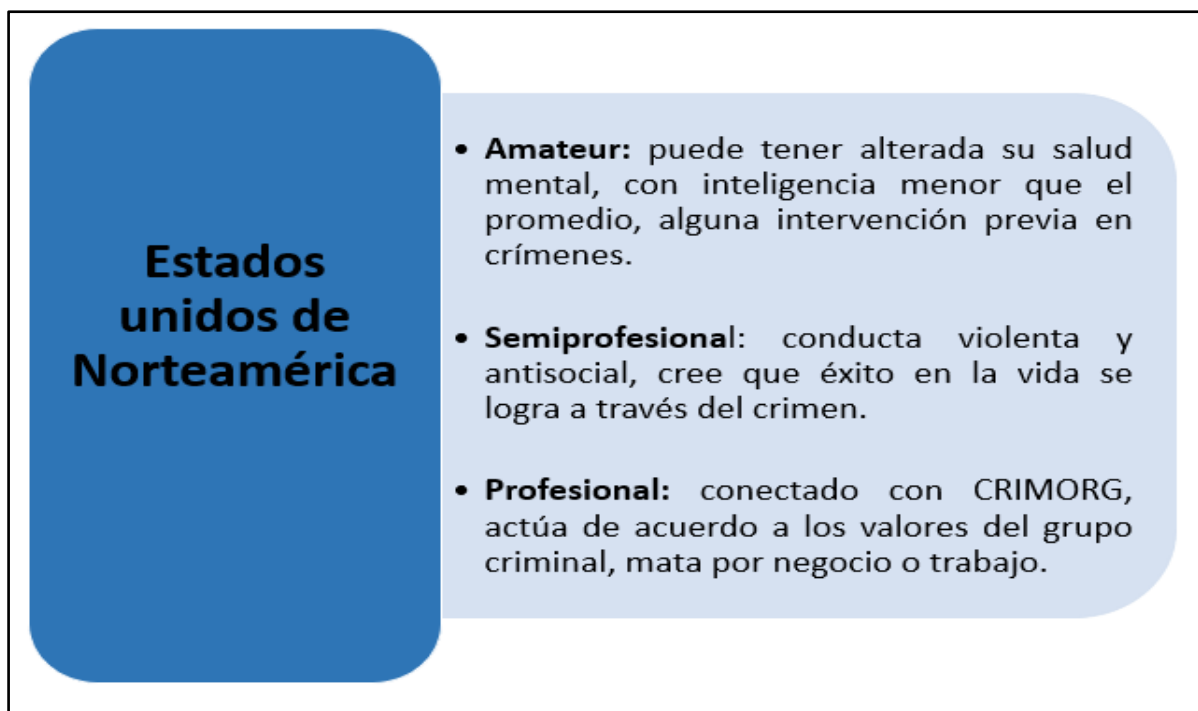 Estados
unidos de
Norteamérica
• Amateur: puede tener alterada su salud
mental, con inteligencia menor que el
promedio, alguna intervención previa en
crímenes.
• Semiprofesional: conducta violenta y
antisocial, cree que éxito en la vida se
logra a través del crimen.
• Profesional: conectado con CRIMORG,
actúa de acuerdo a los valores del grupo
criminal, mata por negocio o trabajo.